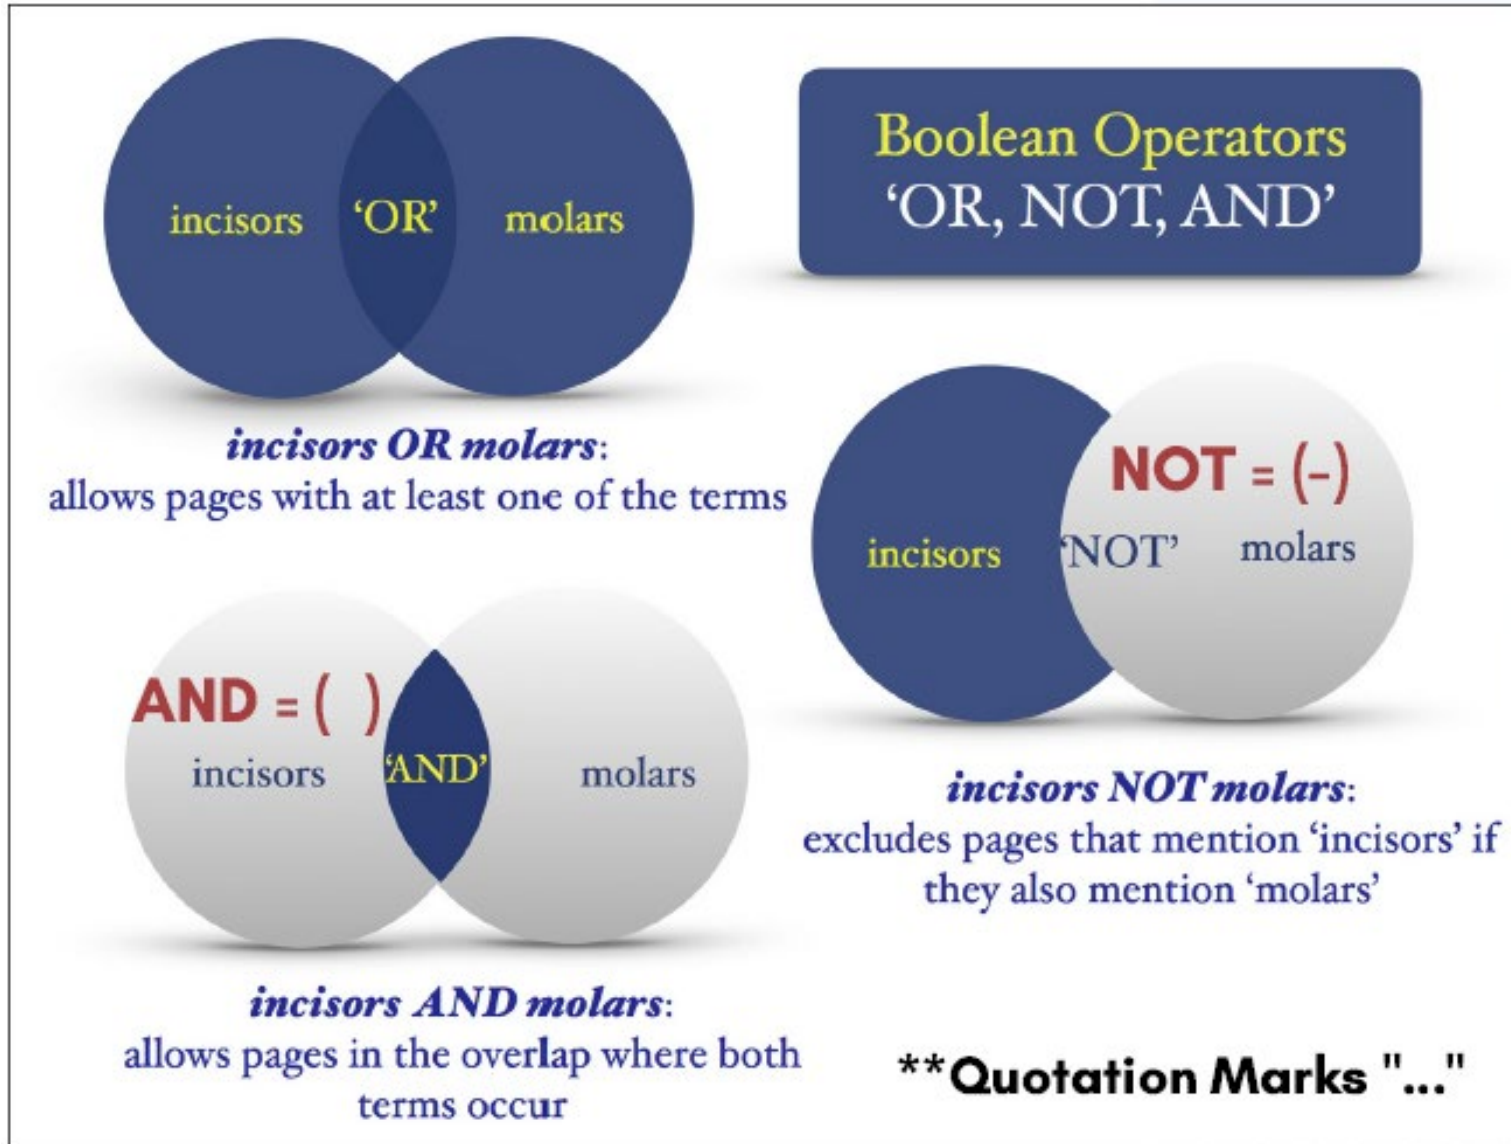 incisors 'OR' molars
incisors OR molars:
allows pages with at least one of the terms
Boolean Operators
'OR, NOT, AND'
NOT = (-)
incisors 'NOT' molars
incisors NOT molars:
excludes pages that mention 'incisors' if
they also mention 'molars'
AND = ( )
incisors 'AND' molars
incisors AND molars:
allows pages in the overlap where both
terms occur
**Quotation Marks "..."